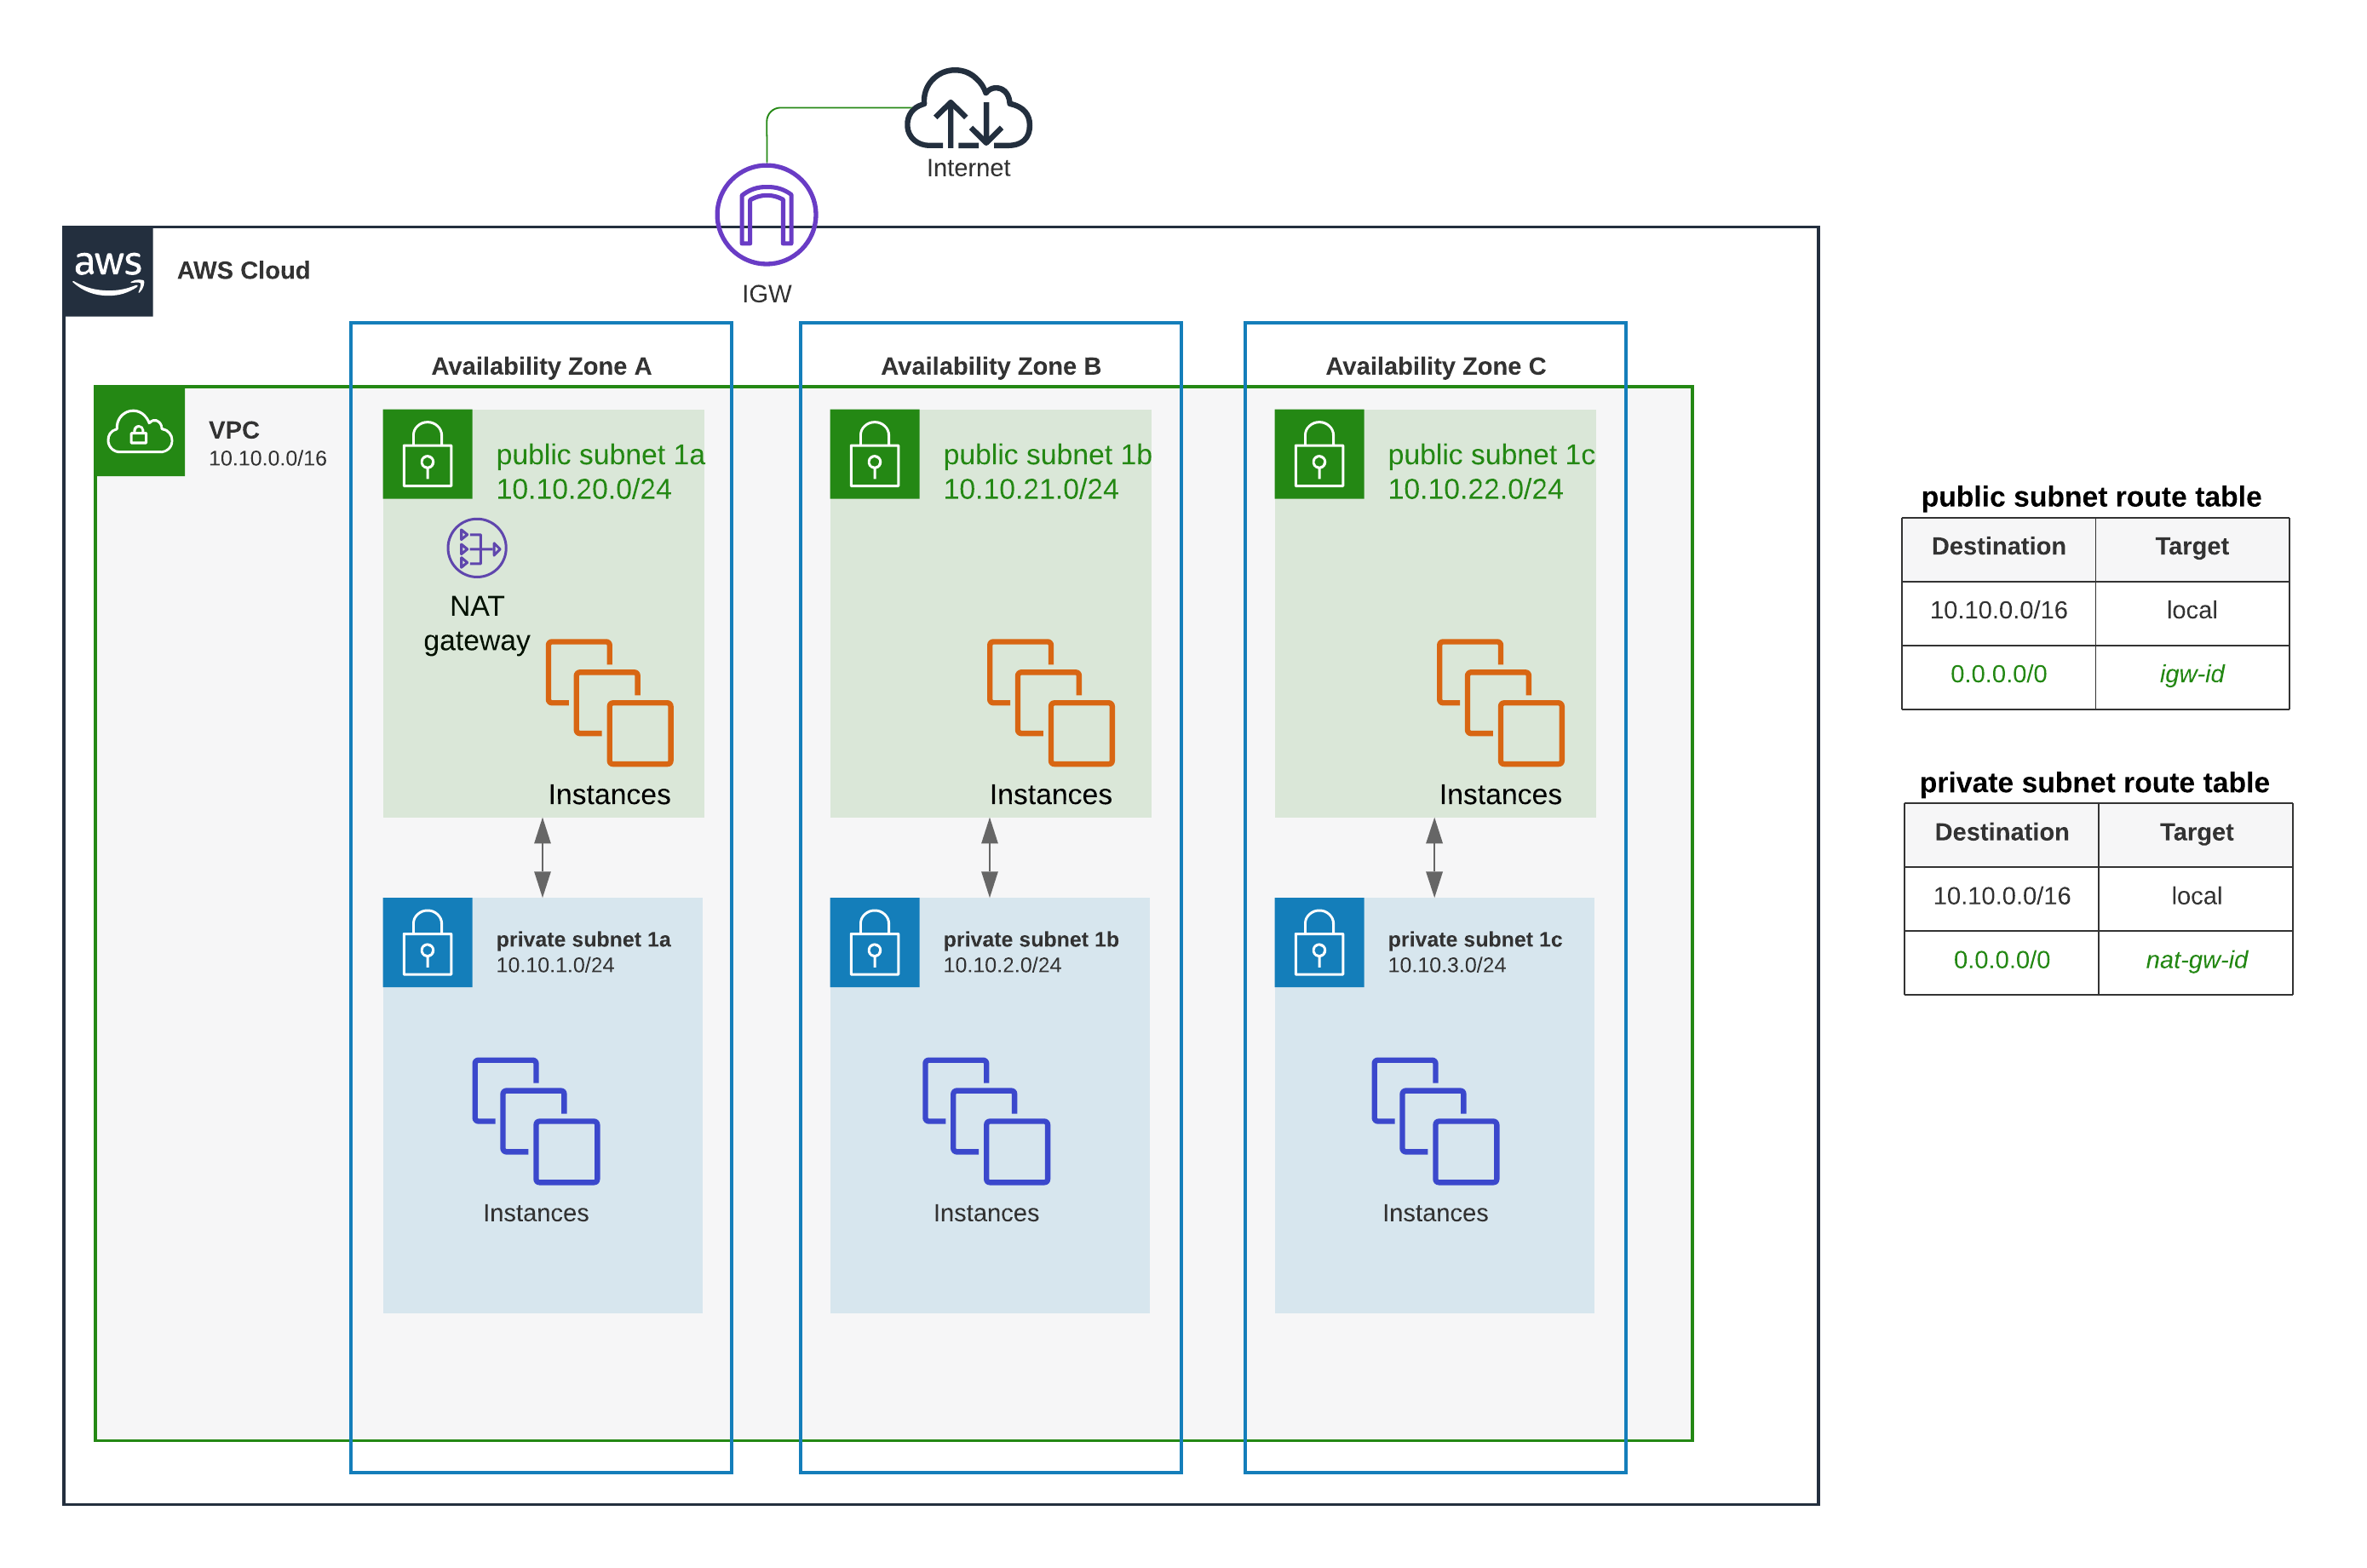 Internet
IGW
aws
AWS Cloud
Availability Zone A
Availability Zone B
Availability Zone C
VPC
10.10.0.0/16
public subnet 1a
10.10.20.0/24
NAT
gateway
Instances
public subnet 1b
10.10.21.0/24
Instances
public subnet 1c
10.10.22.0/24
Instances
private subnet 1a
10.10.1.0/24
Instances
private subnet 1b
10.10.2.0/24
Instances
private subnet 1c
10.10.3.0/24
Instances
public subnet route table
Destination Target
10.10.0.0/16 local
0.0.0.0/0 igw-id
private subnet route table
Destination Target
10.10.0.0/16 local
0.0.0.0/0 nat-gw-id